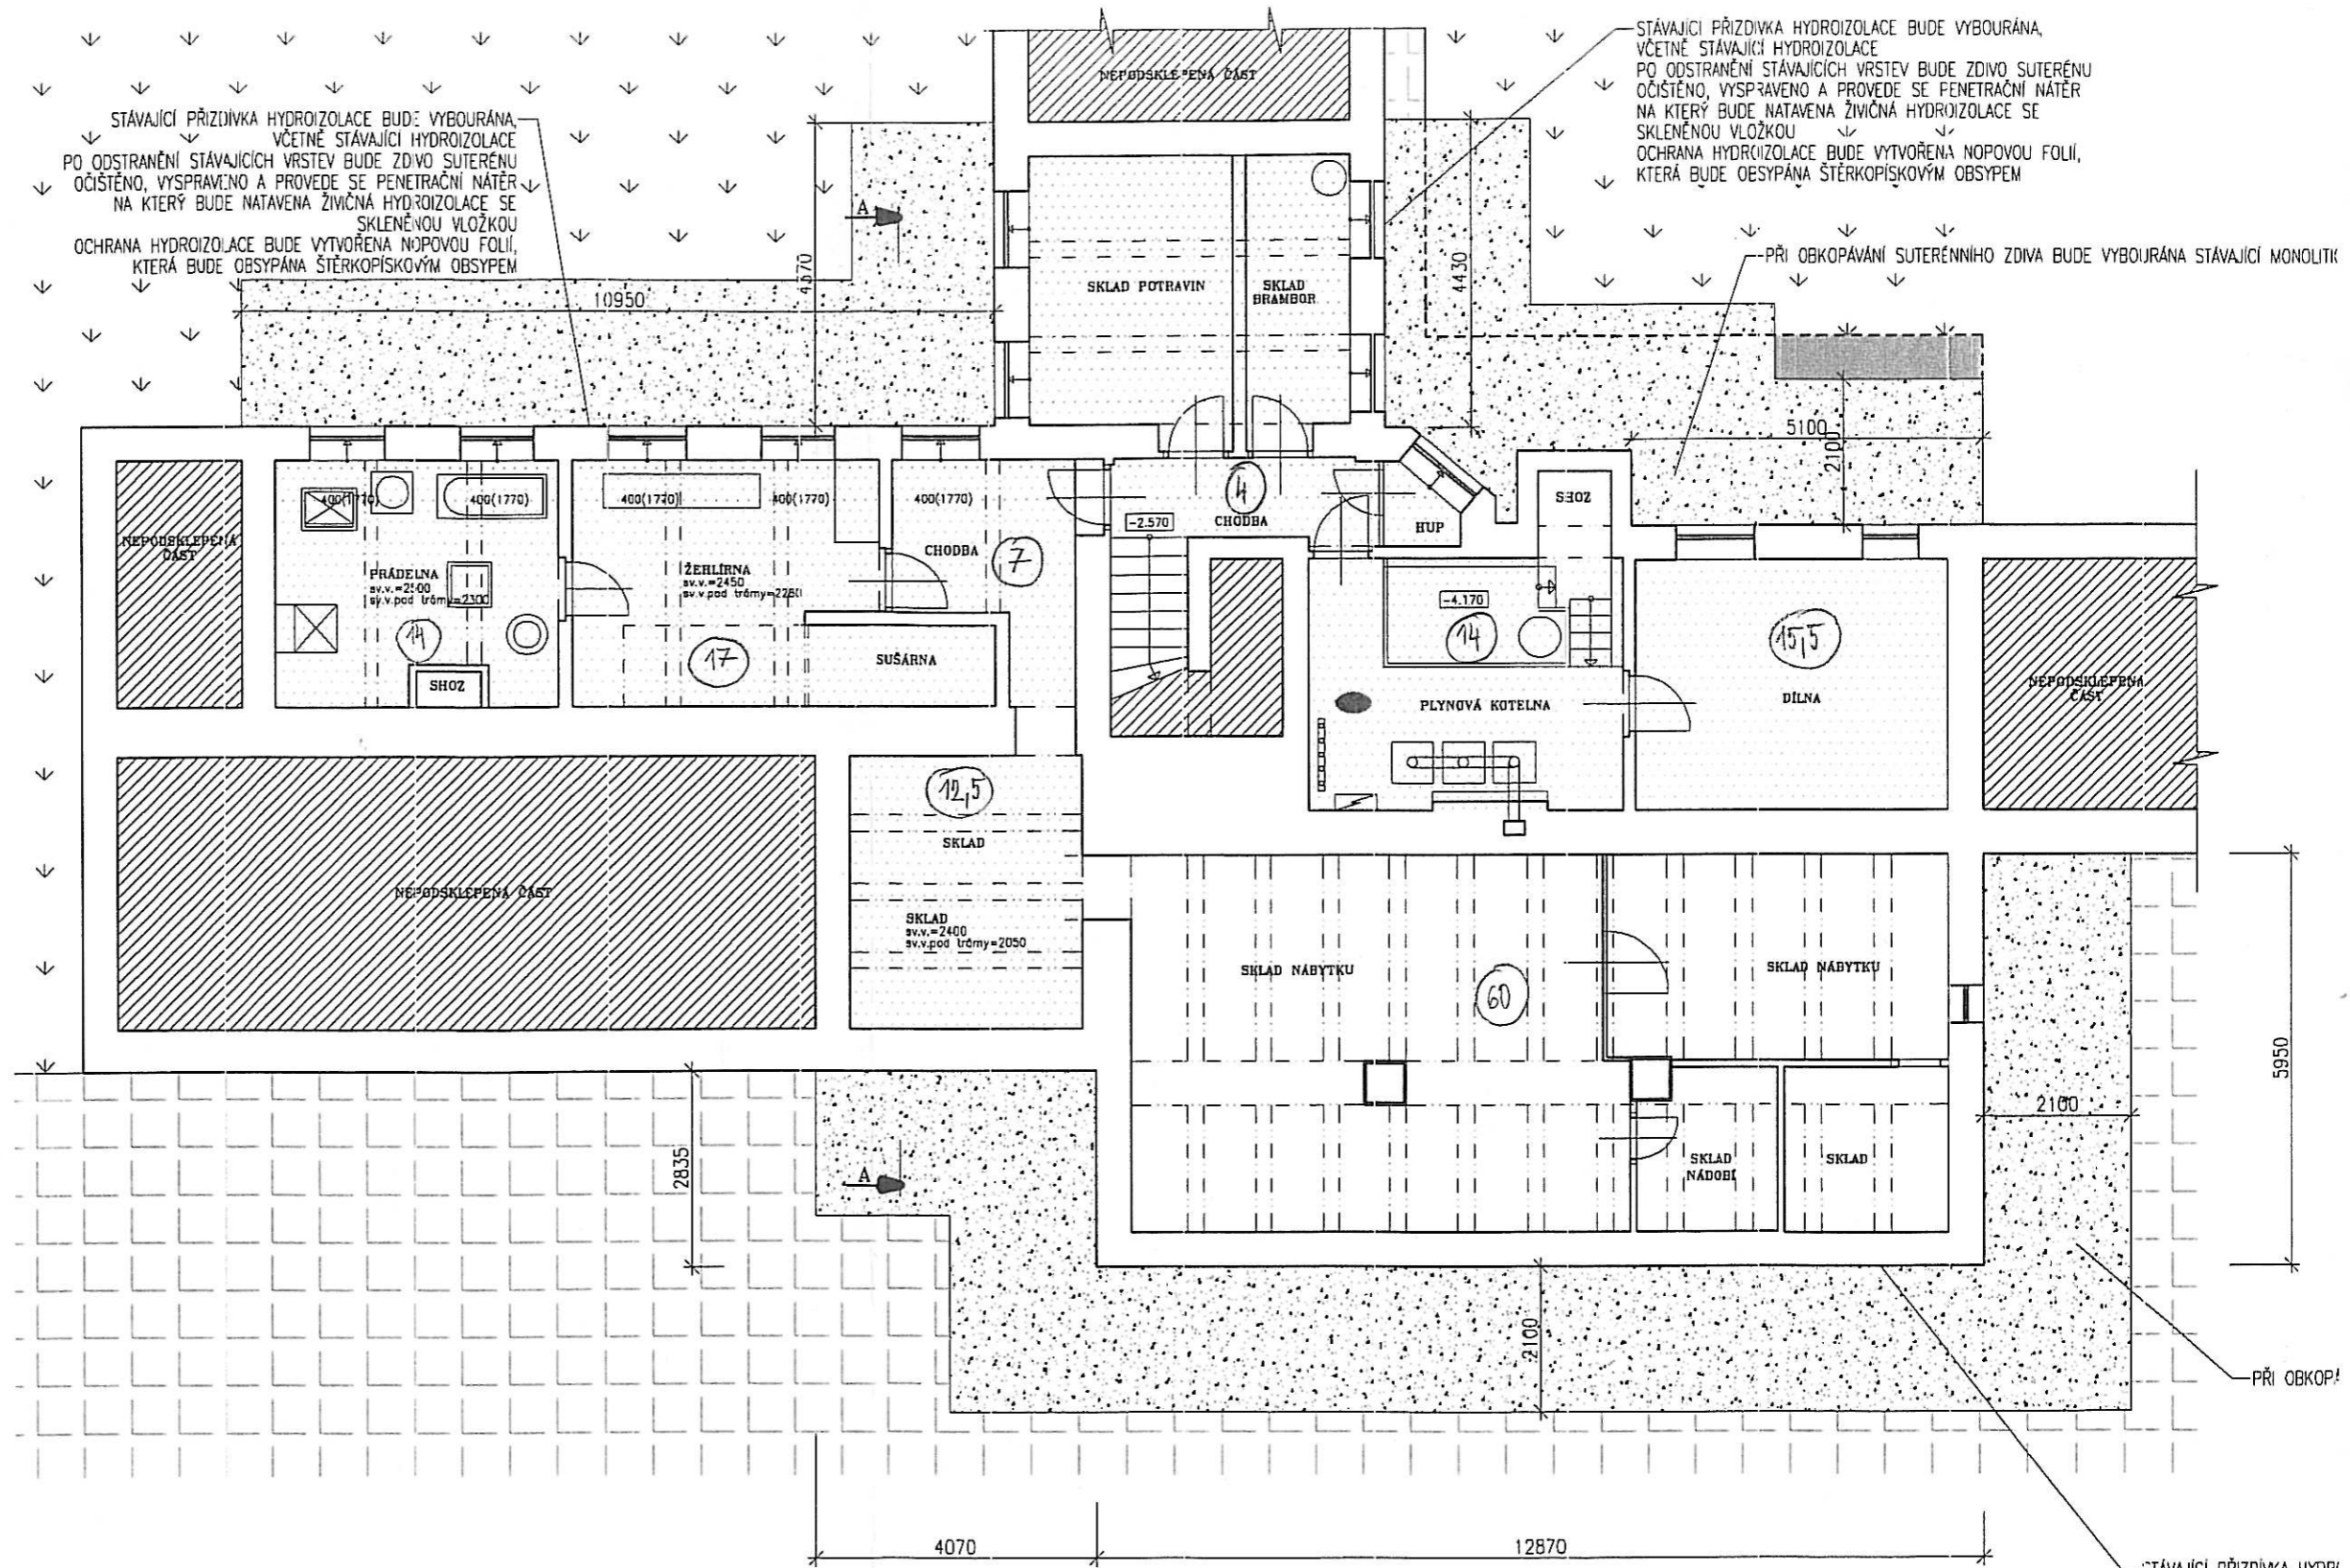 NEPODSKLEPENÁ ČÁST
STÁVAJÍCÍ PŘIZDÍVKA HYDROIZOLACE BUDE VYBOURÁNA,
VČETNĚ STÁVAJÍCÍ HYDROIZOLACE
PO ODSTRANĚNÍ STÁVAJÍCÍCH VRSTEV BUDE ZDIVO SUTERÉNU
OČIŠTĚNO, VYSPRAVENO A PROVEDE SE PENETRAČNÍ NÁTĚR
NA KTERÝ BUDE NATAVENA ŽIVIČNÁ HYDROIZOLACE SE
SKLENĚNOU VLOŽKOU
OCHRANA HYDROIZOLACE BUDE VYTVOŘENA NOPOVOU FOLIÍ,
KTERÁ BUDE OBSYPÁNA ŠTĚRKOPÍSKOVÝM OBSYPEM
STÁVAJÍCÍ PŘIZDIVKA HYDROIZOLACE BUDE VYBOURÁNA,
VČETNĚ STÁVAJÍCÍ HYDROIZOLACE
PO ODSTRANĚNÍ STÁVAJÍCÍCH VRSTEV BUDE ZDIVO SUTERÉNU
OČIŠTĚNO, VYSPRAVENO A PROVEDE SE PENETRAČNÍ NÁTĚR
NA KTERÝ BUDE NATAVENA ŽIVIČNÁ HYDROIZOLACE SE
SKLENĚNOU VLOŽKOU
OCHRANA HYDROIZOLACE BUDE VYTVOŘENA NOPOVOU FOLIÍ,
KTERÁ BUDE OBSYPÁNA ŠTĚRKOPÍSKOVÝM OBSYPEM
PŘI OBKOPÁVÁNÍ SUTERÉNNÍHO ZDIVA BUDE VYBOURÁNA STÁVAJÍCÍ
A
4370
10950
SKLAD POTRAVIN
SKLAD
BRAMBOR
4430
5100
2100
400(1770)
400(1770)
400(1770)
400(1770)
400(1770)
NEPODSKLEPENÁ
ČÁST
PRÁDELNA
sv.v.=2500
sv.v.pod trámy=2300
14
SHOZ
ŽEHLÍRNA
sv.v.=2450
17
SUŠÁRNA
CHODBA
7
-2.570
4
CHODBA
HUP
SHOZ
-4.170
14
PLYNOVÁ KOTELNA
15,5
DÍLNA
NEPODSKLEPENÁ
ČÁST
12,5
SKLAD
SKLAD
sv.v.=2400
sv.v.pod trámy=2050
NEPODSKLEPENÁ ČÁST
SKLAD NÁBYTKU
60
SKLAD NÁBYTKU
5950
2100
SKLAD
NÁDOBÍ
SKLAD
2835
A
2100
PŘI
4070
12870
STÁVAJÍCÍ PŘIZDÍVKA